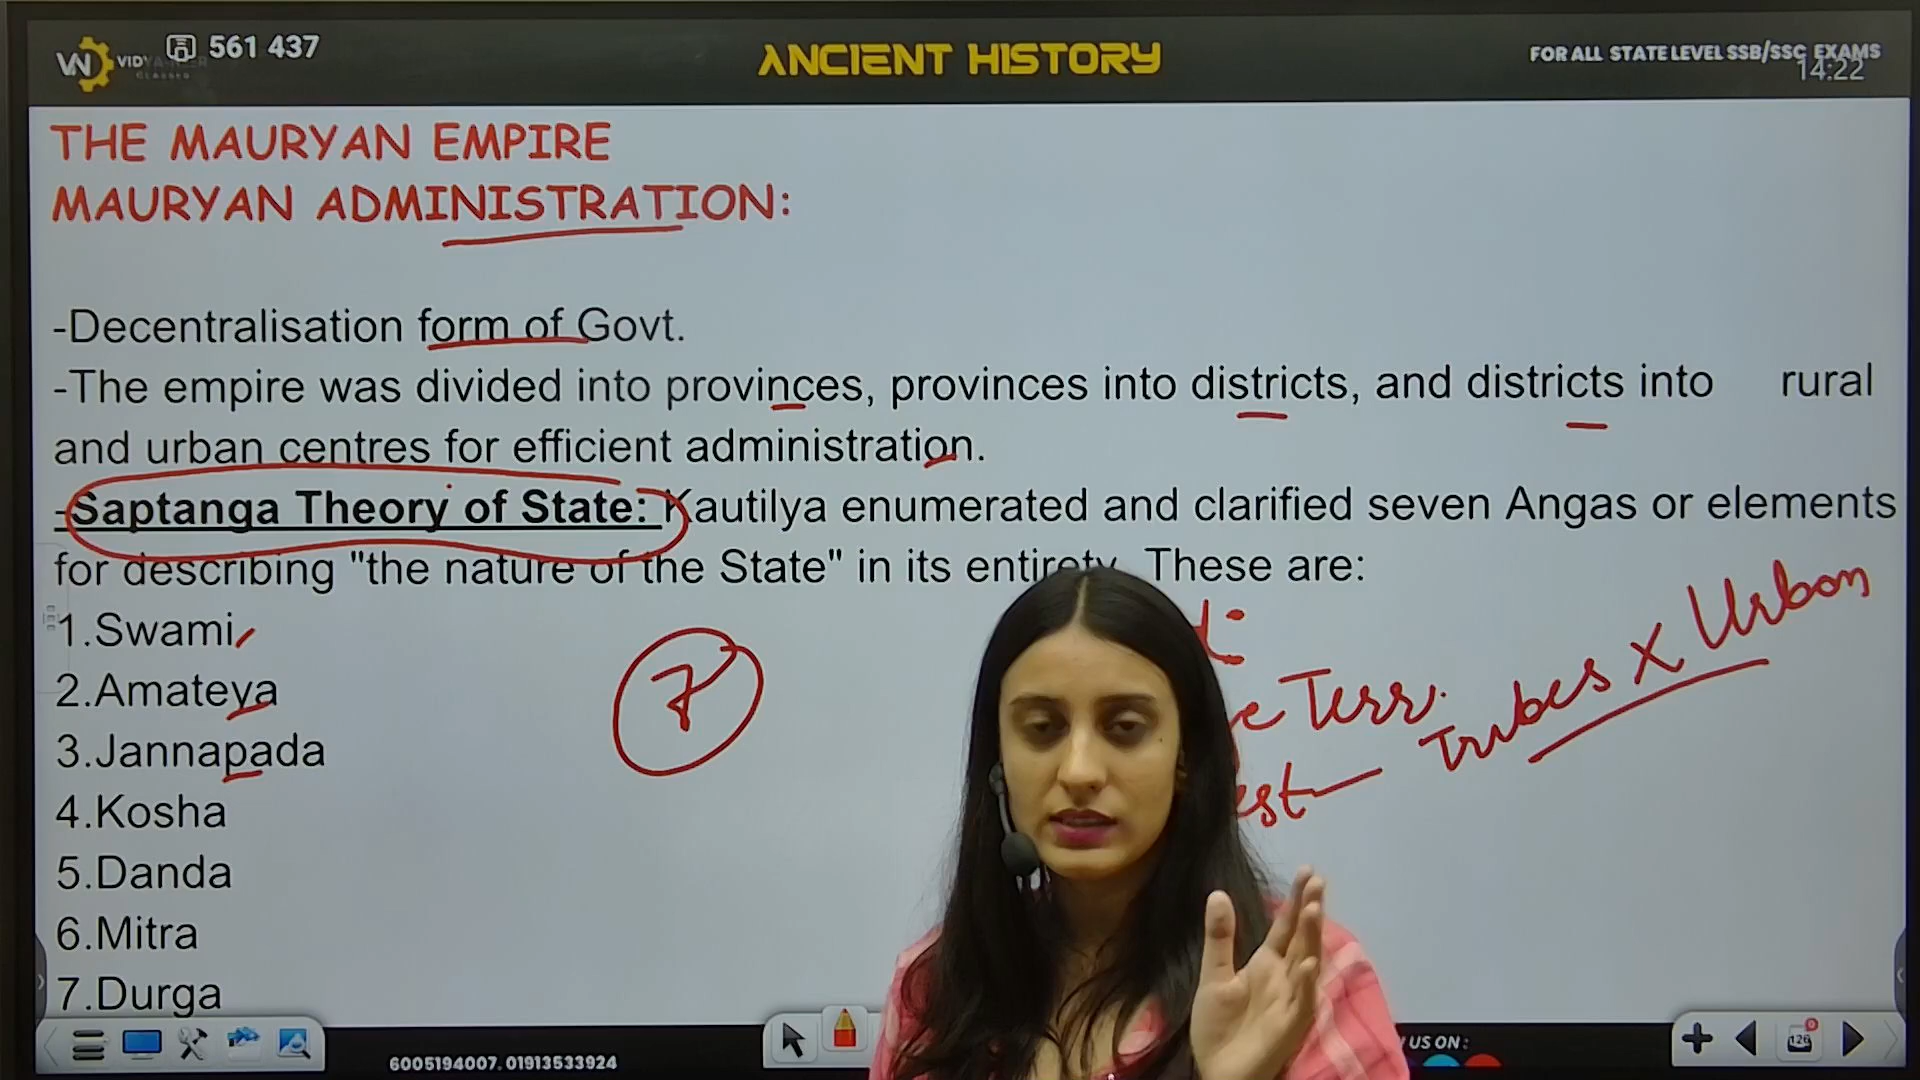 561 437
VIDYA
Classes
ANCIENT HISTORY
FOR ALL STATE LEVEL SSB/SSC EXAMS
14:22
THE MAURYAN EMPIRE
MAURYAN ADMINISTRATION:
-Decentralisation form of Govt.
-The empire was divided into provinces, provinces into districts, and districts into rural
and urban centres for efficient administration.
-Saptanga Theory of State: Kautilya enumerated and clarified seven Angas or elements
for describing "the nature of the State" in its entirety. These are:
1.Swami
2.Amateya
3.Jannapada
4.Kosha
5.Danda
6.Mitra
7.Durga
7
Terr.
Tribes x Urban
6005194007. 01913533924
US ON :
126